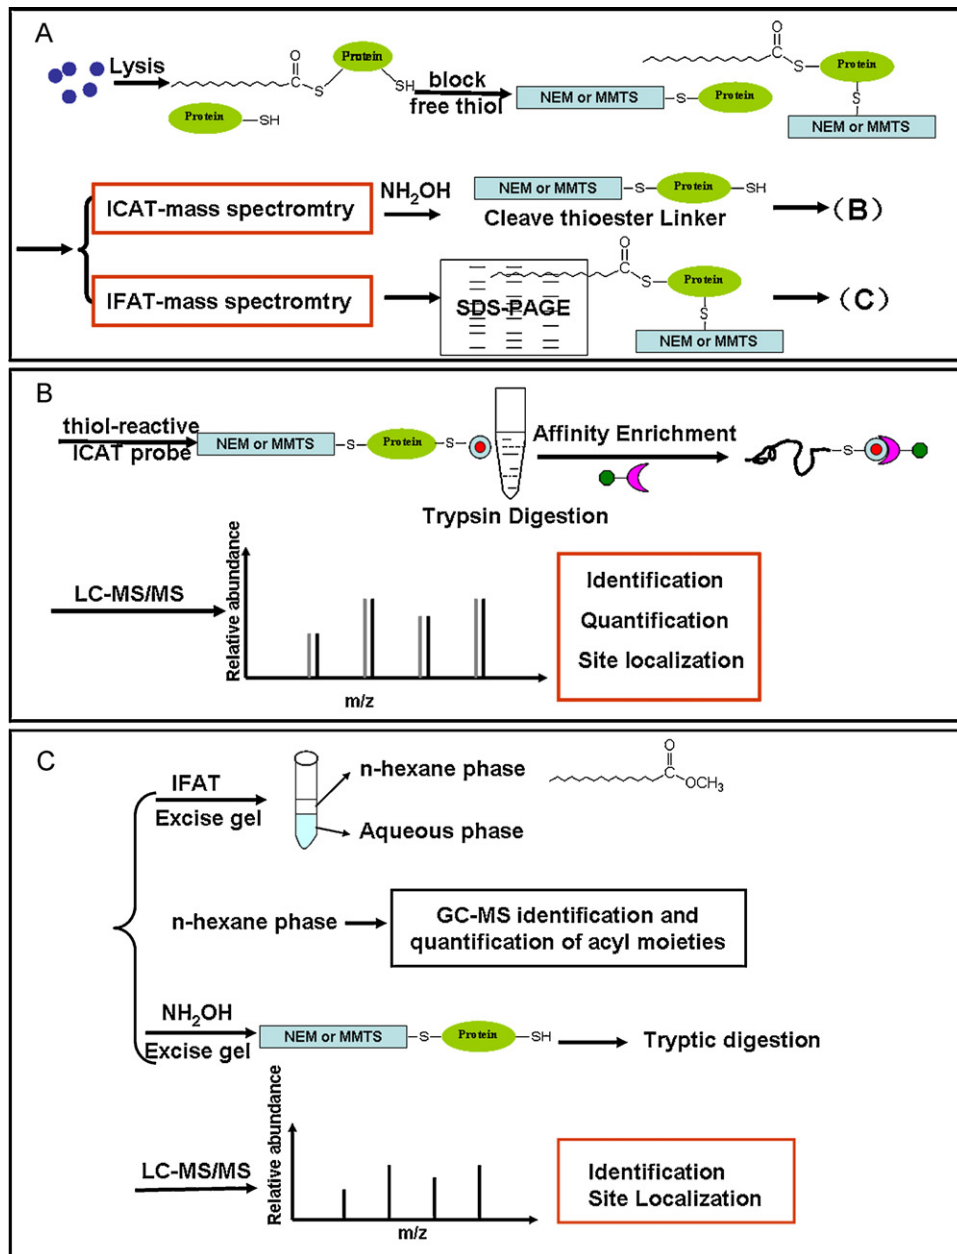 A
Lysis
O
S
Protein
SH
Protein
SH
block
free thiol
NEM or MMTS
S
Protein
O
S
Protein
S
NEM or MMTS
ICAT-mass spectromtry
NH2OH
NEM or MMTS
S
Protein
SH
Cleave thioester Linker
(B)
IFAT-mass spectromtry
SDS-PAGE
O
C
S
Protein
S
NEM or MMTS
(C)
B
thiol-reactive
ICAT probe
NEM or MMTS
S
Protein
S
Trypsin Digestion
Affinity Enrichment
S
LC-MS/MS
Relative abundance
m/z
Identification
Quantification
Site localization
C
IFAT
Excise gel
n-hexane phase
Aqueous phase
O
C
OCH3
n-hexane phase
GC-MS identification and
quantification of acyl moieties
NH2OH
Excise gel
NEM or MMTS
S
Protein
SH
Tryptic digestion
LC-MS/MS
Relative abundance
m/z
Identification
Site Localization